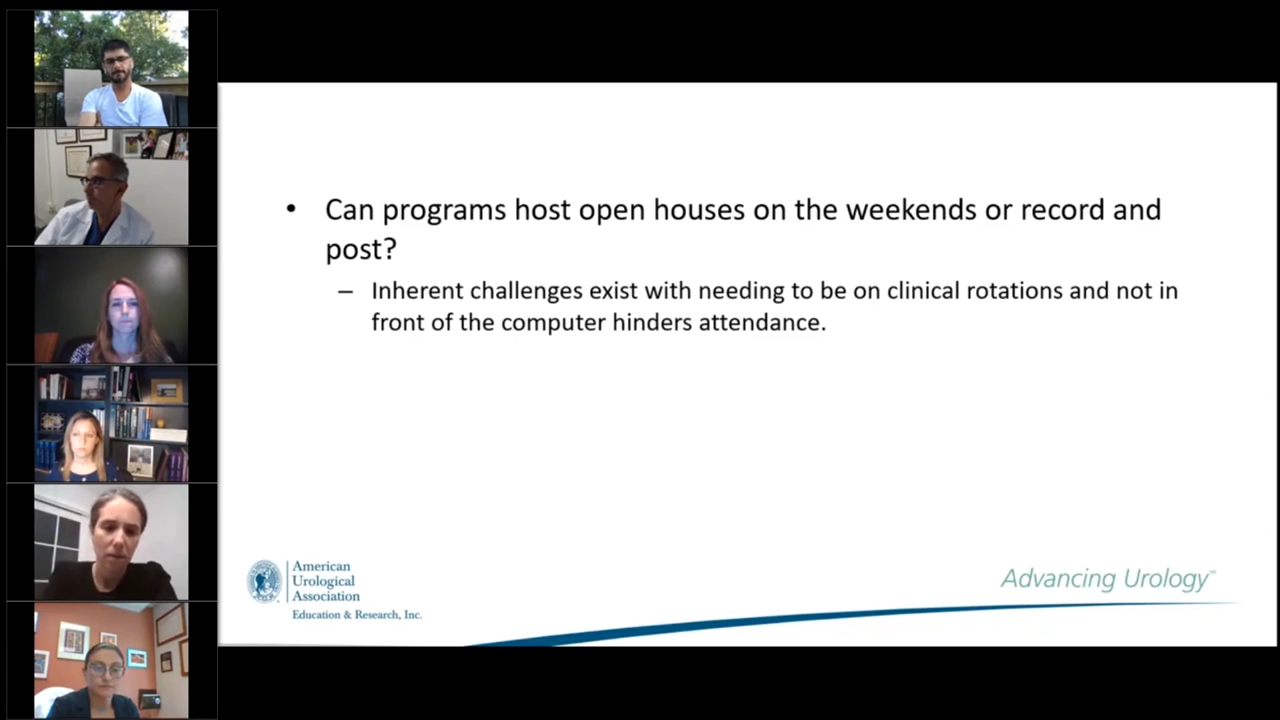 • Can programs host open houses on the weekends or record and
post?
– Inherent challenges exist with needing to be on clinical rotations and not in
front of the computer hinders attendance.
American
Urological
Association
Education & Research, Inc.
Advancing Urology™